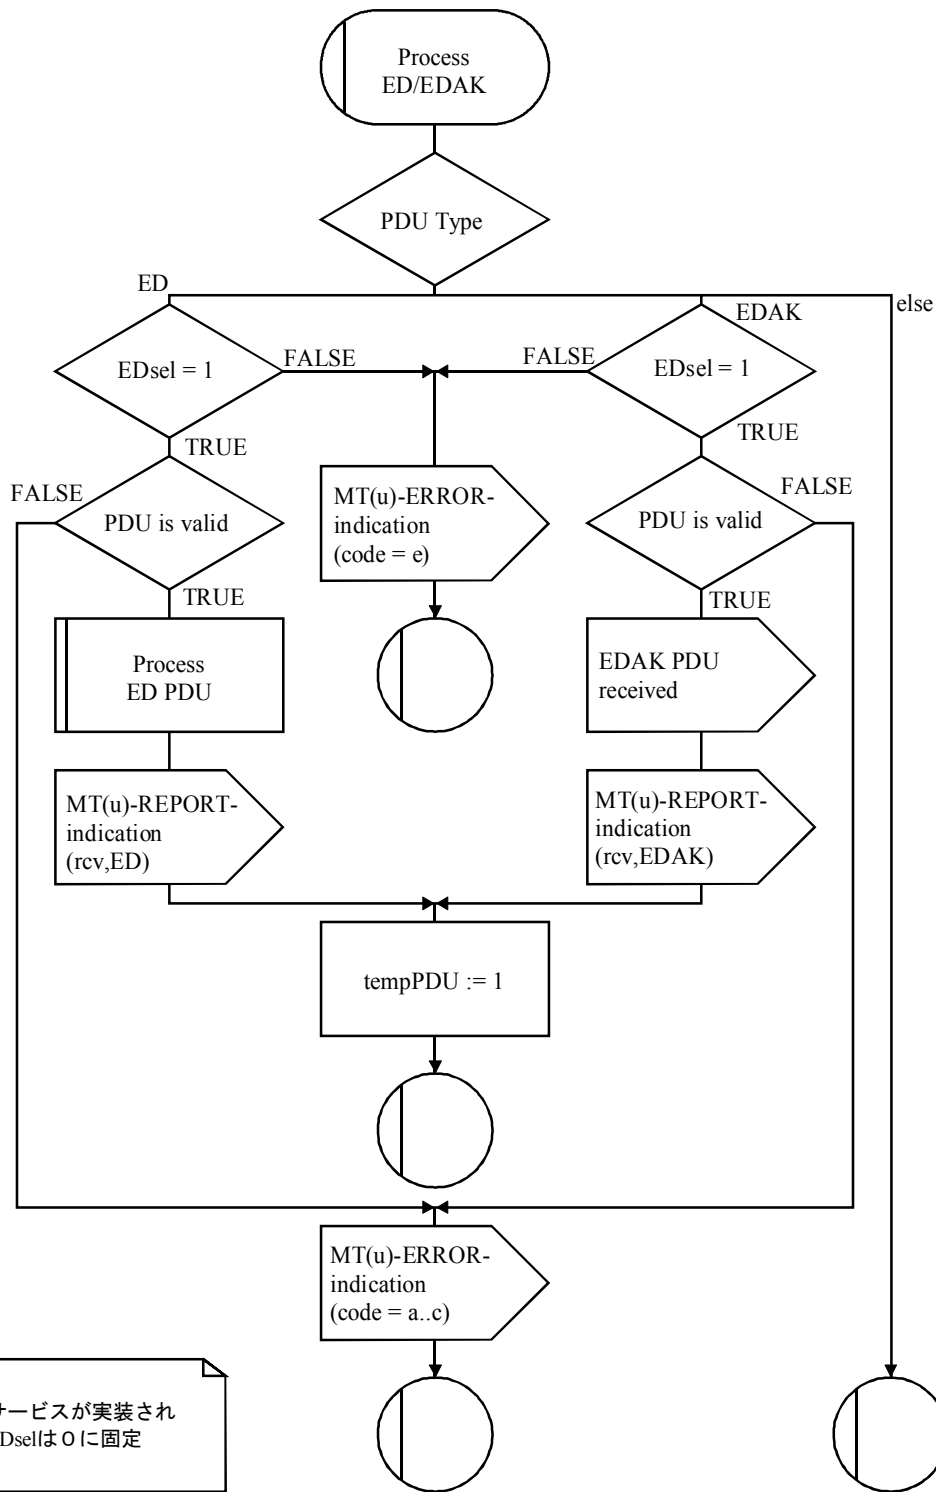 Process
ED/EDAK
PDU Type
ED
EDAK
else
EDsel = 1
FALSE
FALSE
EDsel = 1
TRUE
TRUE
FALSE
PDU is valid
MT(u)-ERROR-
indication
(code = e)
PDU is valid
FALSE
TRUE
TRUE
Process
ED PDU
EDAK PDU
received
MT(u)-REPORT-
indication
(rcv,ED)
MT(u)-REPORT-
indication
(rcv,EDAK)
tempPDU := 1
MT(u)-ERROR-
indication
(code = a..c)
サービスが実装され
Dselは０に固定